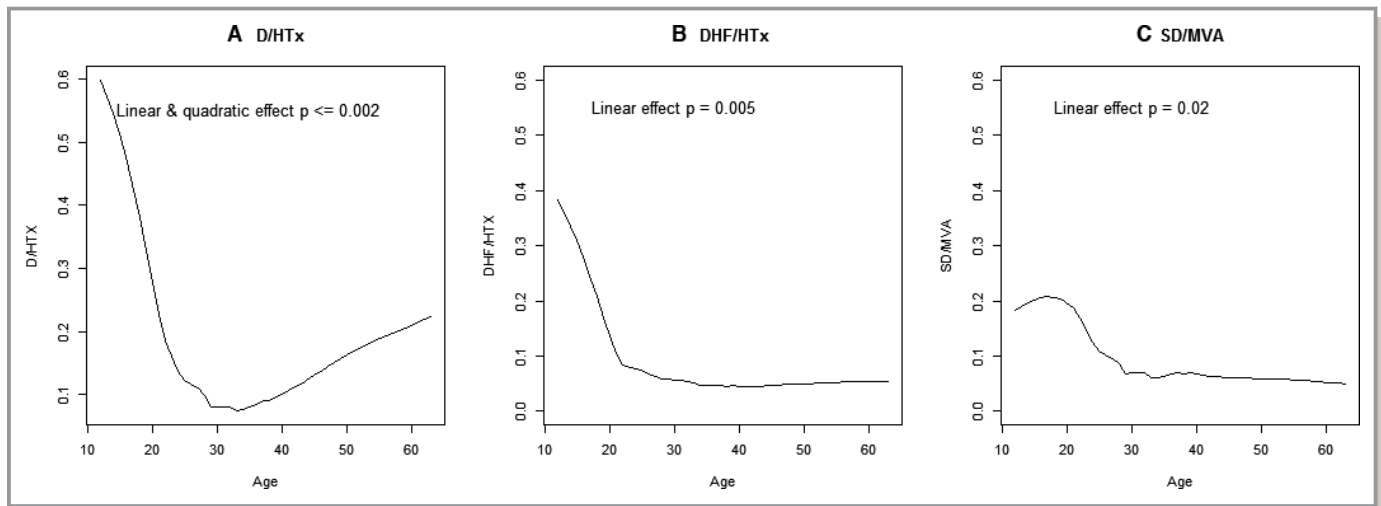 A D/HTx
Linear & quadratic effect p <= 0.002
D/HTX
0.6
0.5
0.4
0.3
0.2
0.1
10 20 30 40 50 60
Age
B DHF/HTx
Linear effect p = 0.005
DHF/HTX
0.6
0.5
0.4
0.3
0.2
0.1
0.0
10 20 30 40 50 60
Age
C SD/MVA
Linear effect p = 0.02
SD/MVA
0.6
0.5
0.4
0.3
0.2
0.1
0.0
10 20 30 40 50 60
Age